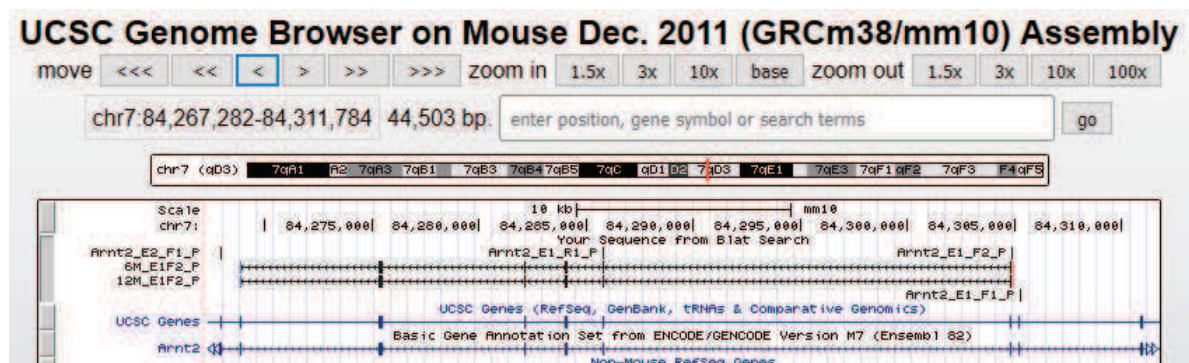 UCSC Genome Browser on Mouse Dec. 2011 (GRCm38/mm10) Assembly
move <<< << < > >> >>> zoom in 1.5x 3x 10x base zoom out 1.5x 3x 10x 100x
chr7:84,267,282-84,311,784 44,503 bp. enter position, gene symbol or search terms go
chr7 (qD3) 7qA1 A2 7qA3 7qB1 7qB3 7qB4 7qB5 7qC qD1 D2 7qD3 7qE1 7qE3 7qF1 qF2 7qF3 F4 qF5
Scale 10 kb mm10
chr7: | 84,275,000| 84,280,000| 84,285,000| 84,290,000| 84,295,000| 84,300,000| 84,305,000| 84,310,000|
Your Sequence from Blat Search
Arnt2_E2_P1_P Arnt2_E1_R1_P Arnt2_E1_F2_P
6M_E1F2_P
12M_E1F2_P
Arnt2_E1_F1_P
UCSC Genes (RefSeq, GenBank, tRNAs & Comparative Genomics)
UCSC Genes
Basic Gene Annotation Set from ENCODE/GENCODE Version M7 (Ensembl 82)
Arnt2
Non-Mouse RefSeq Genes